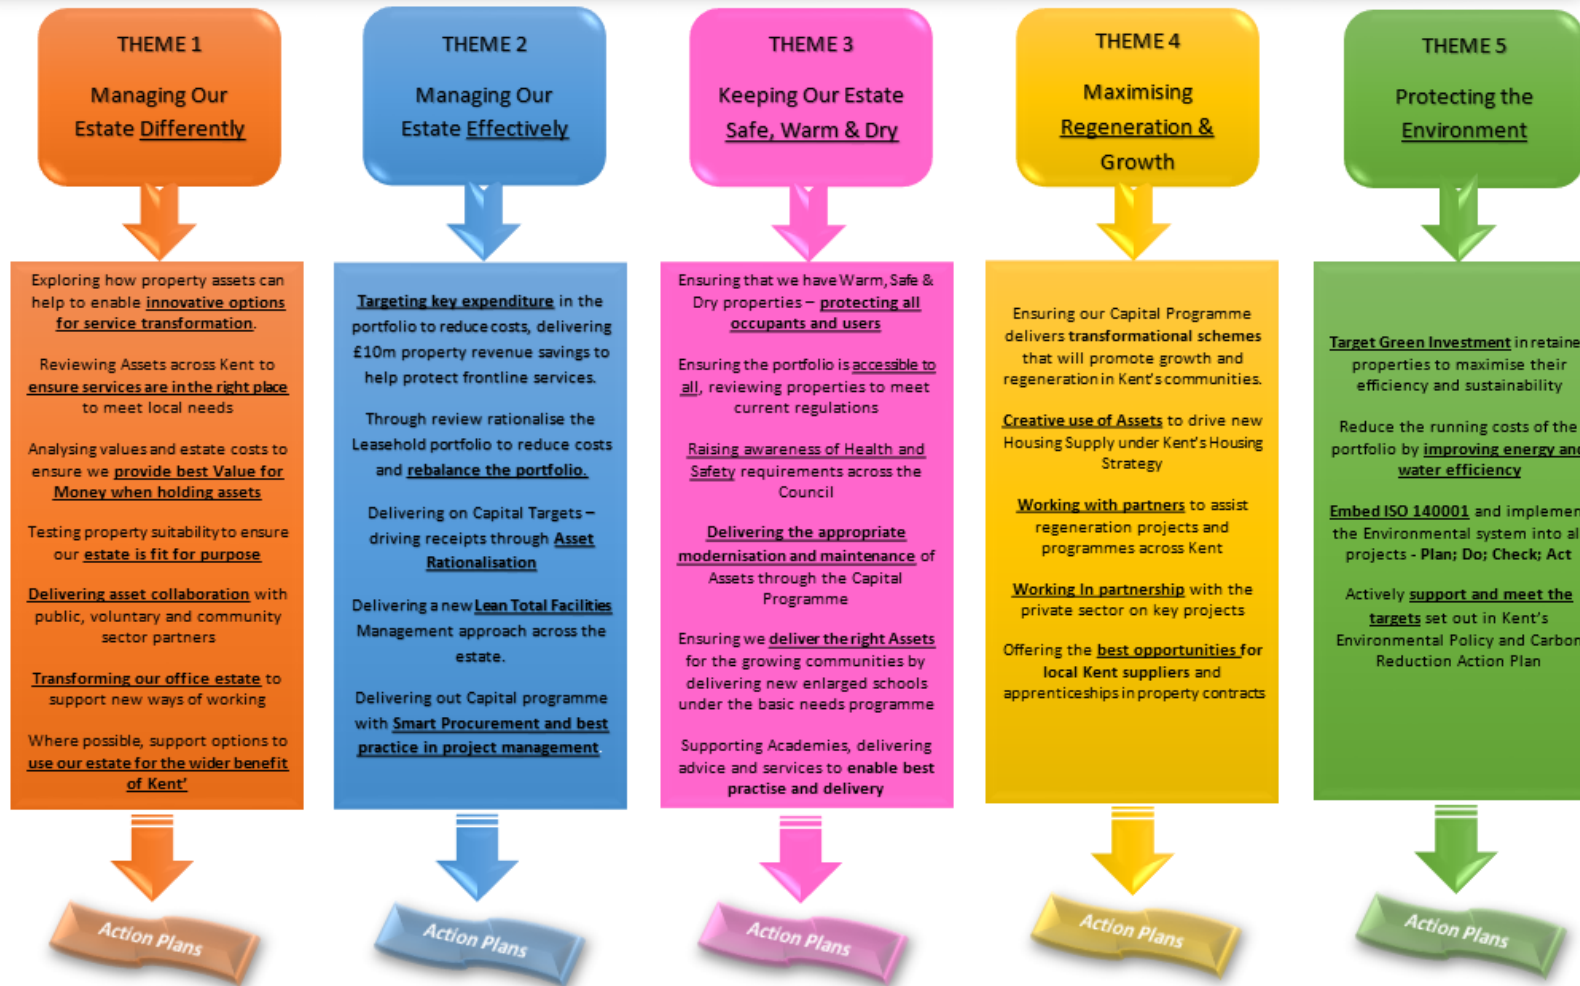 THEME 1
Managing Our
Estate Differently
Exploring how property assets can
help to enable innovative options
for service transformation.
Reviewing Assets across Kent to
ensure services are in the right place
to meet local needs
Analysing values and estate costs to
ensure we provide best Value for
Money when holding assets
Testing property suitability to ensure
our estate is fit for purpose
Delivering asset collaboration with
public, voluntary and community
sector partners
Transforming our office estate to
support new ways of working
Where possible, support options to
use our estate for the wider benefit
of Kent'
Action Plans
THEME 2
Managing Our
Estate Effectively
Targeting key expenditure in the
portfolio to reduce costs, delivering
£10m property revenue savings to
help protect frontline services.
Through review rationalise the
Leasehold portfolio to reduce costs
and rebalance the portfolio.
Delivering on Capital Targets –
driving receipts through Asset
Rationalisation
Delivering a new Lean Total Facilities
Management approach across the
estate.
Delivering out Capital programme
with Smart Procurement and best
practice in project management.
Action Plans
THEME 3
Keeping Our Estate
Safe, Warm & Dry
Ensuring that we have Warm, Safe &
Dry properties – protecting all
occupants and users
Ensuring the portfolio is accessible to
all, reviewing properties to meet
current regulations
Raising awareness of Health and
Safety requirements across the
Council
Delivering the appropriate
modernisation and maintenance of
Assets through the Capital
Programme
Ensuring we deliver the right Assets
for the growing communities by
delivering new enlarged schools
under the basic needs programme
Supporting Academies, delivering
advice and services to enable best
practise and delivery
Action Plans
THEME 4
Maximising
Regeneration &
Growth
Ensuring our Capital Programme
delivers transformational schemes
that will promote growth and
regeneration in Kent's communities.
Creative use of Assets to drive new
Housing Supply under Kent's Housing
Strategy
Working with partners to assist
regeneration projects and
programmes across Kent
Working In partnership with the
private sector on key projects
Offering the best opportunities for
local Kent suppliers and
apprenticeships in property contracts
Action Plans
THEME 5
Protecting the
Environment
Target Green Investment in retaine
properties to maximise their
efficiency and sustainability
Reduce the running costs of the
portfolio by improving energy and
water efficiency
Embed ISO 140001 and implemen
the Environmental system into al
projects - Plan; Do; Check; Act
Actively support and meet the
targets set out in Kent's
Environmental Policy and Carbon
Reduction Action Plan
Action Plans